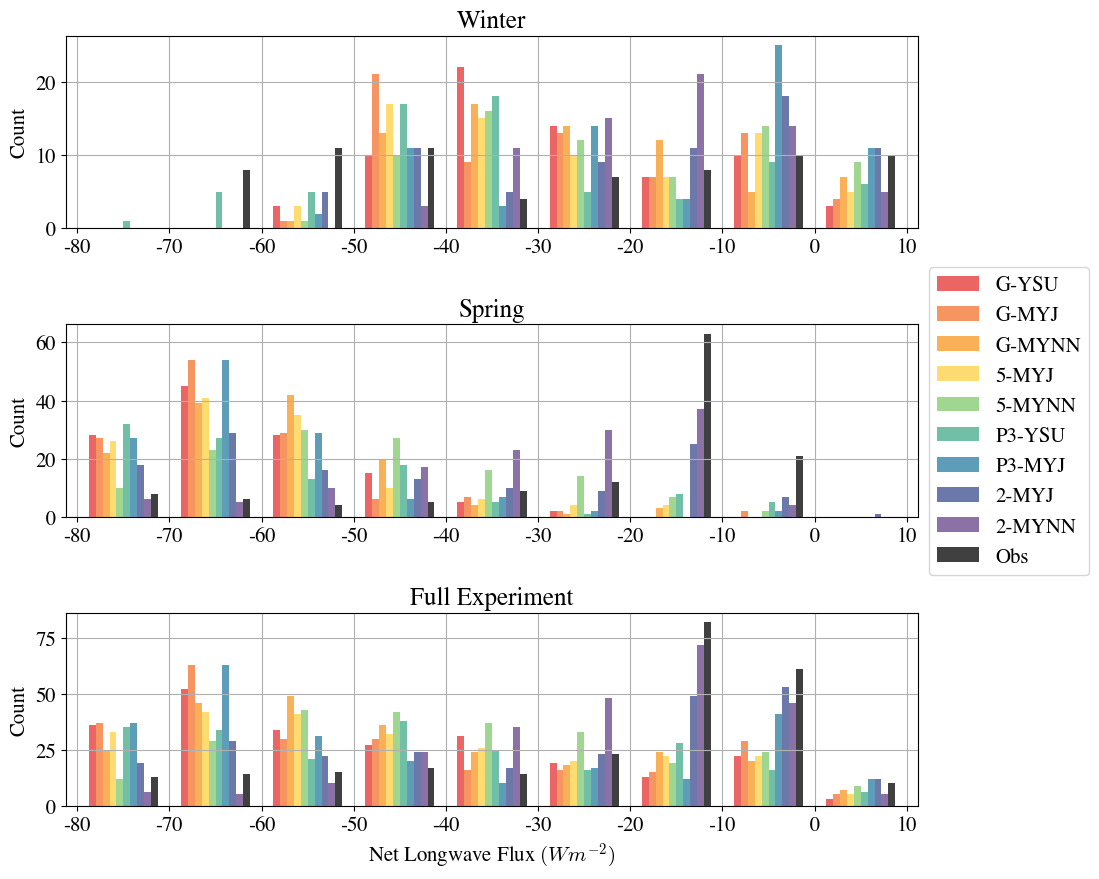 Winter
Count
20
10
0
-80 -70 -60 -50 -40 -30 -20 -10 0 10
Spring
Count
60
40
20
0
-80 -70 -60 -50 -40 -30 -20 -10 0 10
G-YSU
G-MYJ
G-MYNN
5-MYJ
5-MYNN
P3-YSU
P3-MYJ
2-MYJ
2-MYNN
Obs
Full Experiment
Count
75
50
25
0
-80 -70 -60 -50 -40 -30 -20 -10 0 10
Net Longwave Flux (Wm⁻²)